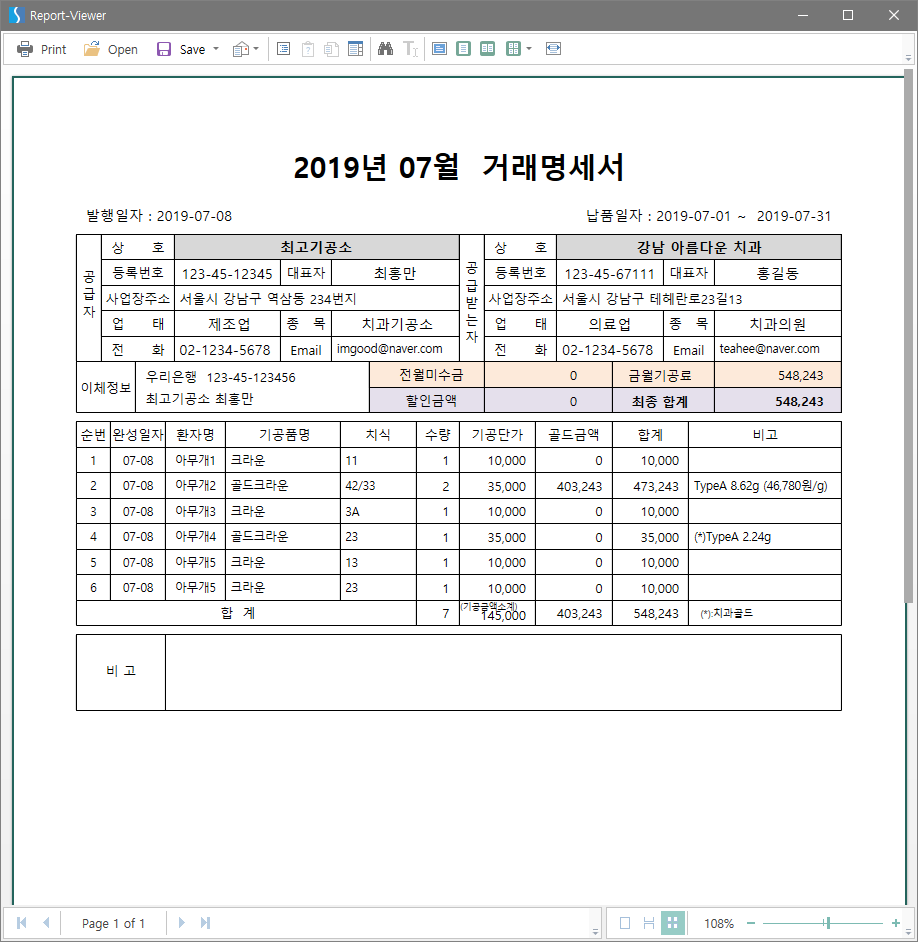 Report-Viewer
Print Open Save
2019년 07월 거래명세서
발행일자 : 2019-07-08 납품일자 : 2019-07-01 ~ 2019-07-31
공급자 상 호 최고기공소 공급받는자 상 호 강남 아름다운 치과
등록번호 123-45-12345 대표자 최홍만 등록번호 123-45-67111 대표자 홍길동
사업장주소 서울시 강남구 역삼동 234번지 사업장주소 서울시 강남구 테헤란로23길13
업 태 제조업 종 목 치과기공소 업 태 의료업 종 목 치과의원
전 화 02-1234-5678 Email imgood@naver.com 전 화 02-1234-5678 Email teahee@naver.com
이체정보 우리은행 123-45-123456 전월미수금 0 금월기공료 548,243
최고기공소 최홍만 할인금액 0 최종 합계 548,243
순번 완성일자 환자명 기공품명 치식 수량 기공단가 골드금액 합계 비고
1 07-08 아무개1 크라운 11 1 10,000 0 10,000
2 07-08 아무개2 골드크라운 42/33 2 35,000 403,243 473,243 TypeA 8.62g (46,780원/g)
3 07-08 아무개3 크라운 3A 1 10,000 0 10,000
4 07-08 아무개4 골드크라운 23 1 35,000 0 35,000 (*)TypeA 2.24g
5 07-08 아무개5 크라운 13 1 10,000 0 10,000
6 07-08 아무개5 크라운 23 1 10,000 0 10,000
합 계 7 (기공금액소계) 145,000 403,243 548,243 (*):치과골드
비 고
Page 1 of 1 108%